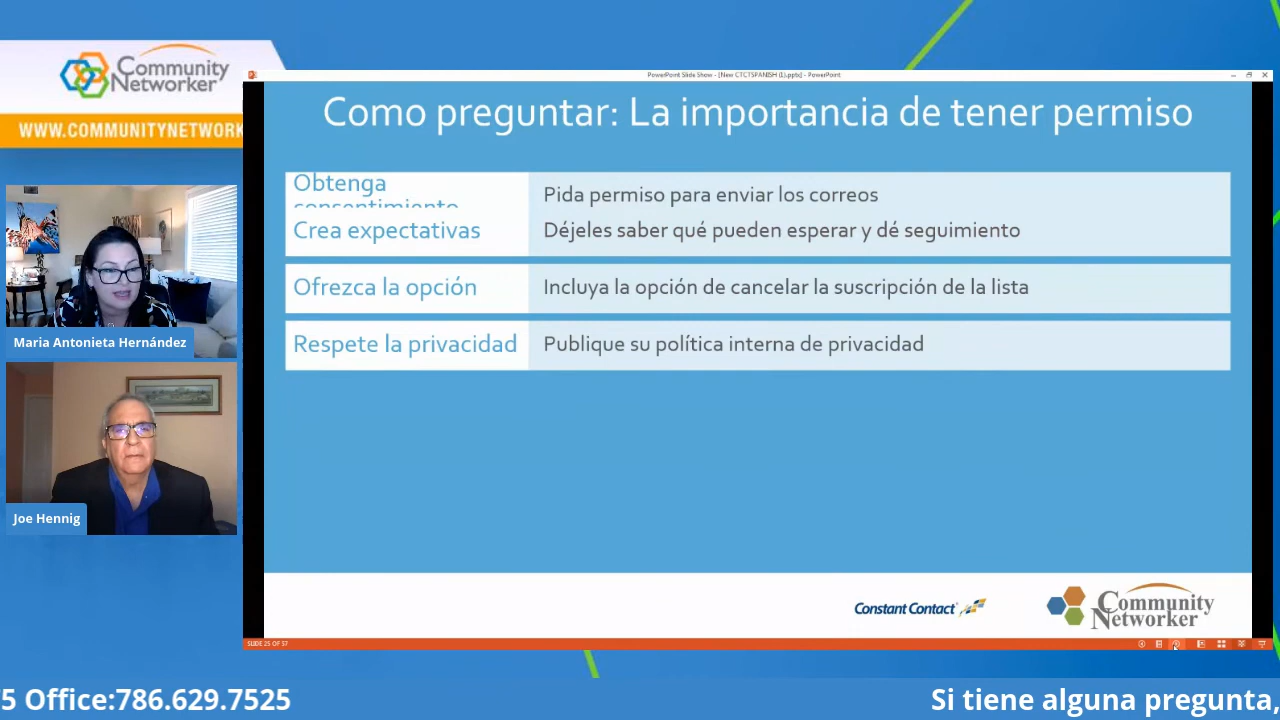 Community
Networker
WWW.COMMUNITYNETWORK
PowerPoint Slide Show - [New CTCTSPANISH (1).pptx] - PowerPoint
Como preguntar: La importancia de tener permiso
Obtenga
consentimiento
Pida permiso para enviar los correos
Crea expectativas
Déjeles saber qué pueden esperar y dé seguimiento
Ofrezca la opción
Incluya la opción de cancelar la suscripción de la lista
Respete la privacidad
Publique su política interna de privacidad
Maria Antonieta Hernández
Joe Hennig
Constant Contact
Community
Networker
SLIDE 25 OF 57
5 Office:786.629.7525
Si tiene alguna pregunta,